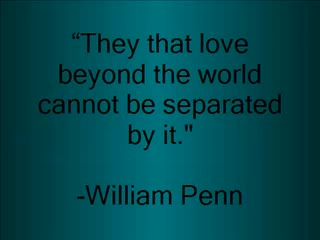 “They that love
beyond the world
cannot be separated
by it."
-William Penn